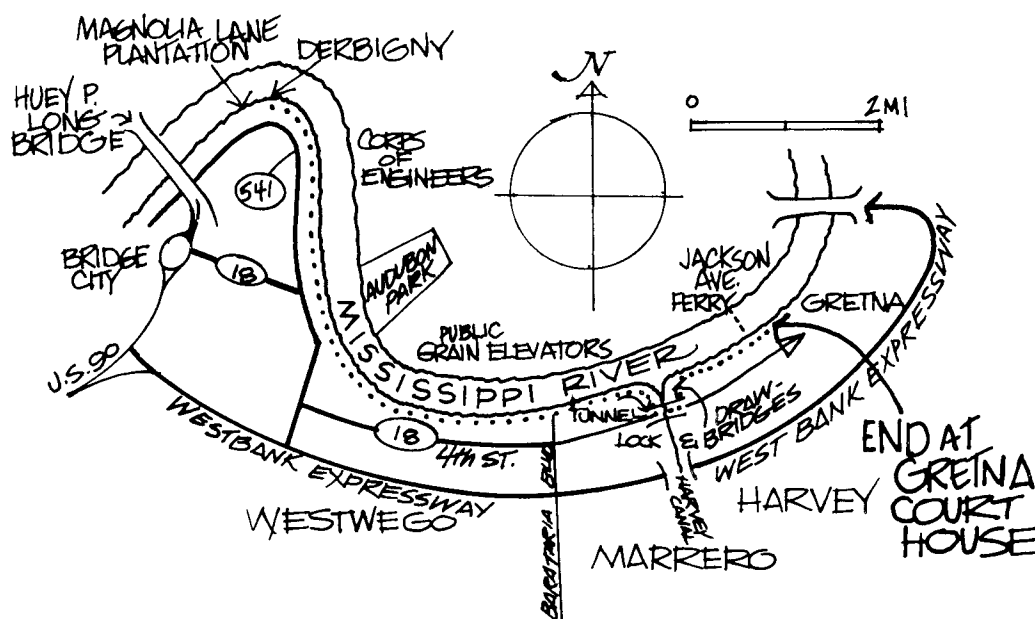 MAGNOLIA LANE
PLANTATION
DERBIGNY
HUEY P.
LONG
BRIDGE
N
0 2 MI
CORPS
OF
ENGINEERS
541
BRIDGE
CITY
18
AUDUBON
PARK
JACKSON
AVE.
FERRY
GRETNA
PUBLIC
GRAIN ELEVATORS
MISSISSIPPI RIVER
U.S. 90
WESTBANK EXPRESSWAY
18
4TH ST.
TUNNEL
LOCK
&
DRAW-
BRIDGES
WEST BANK EXPRESSWAY
END AT
GRETNA
COURT
HOUSE
BARATARIA BLVD
HARVEY
CANAL
HARVEY
WESTWEGO
MARRERO